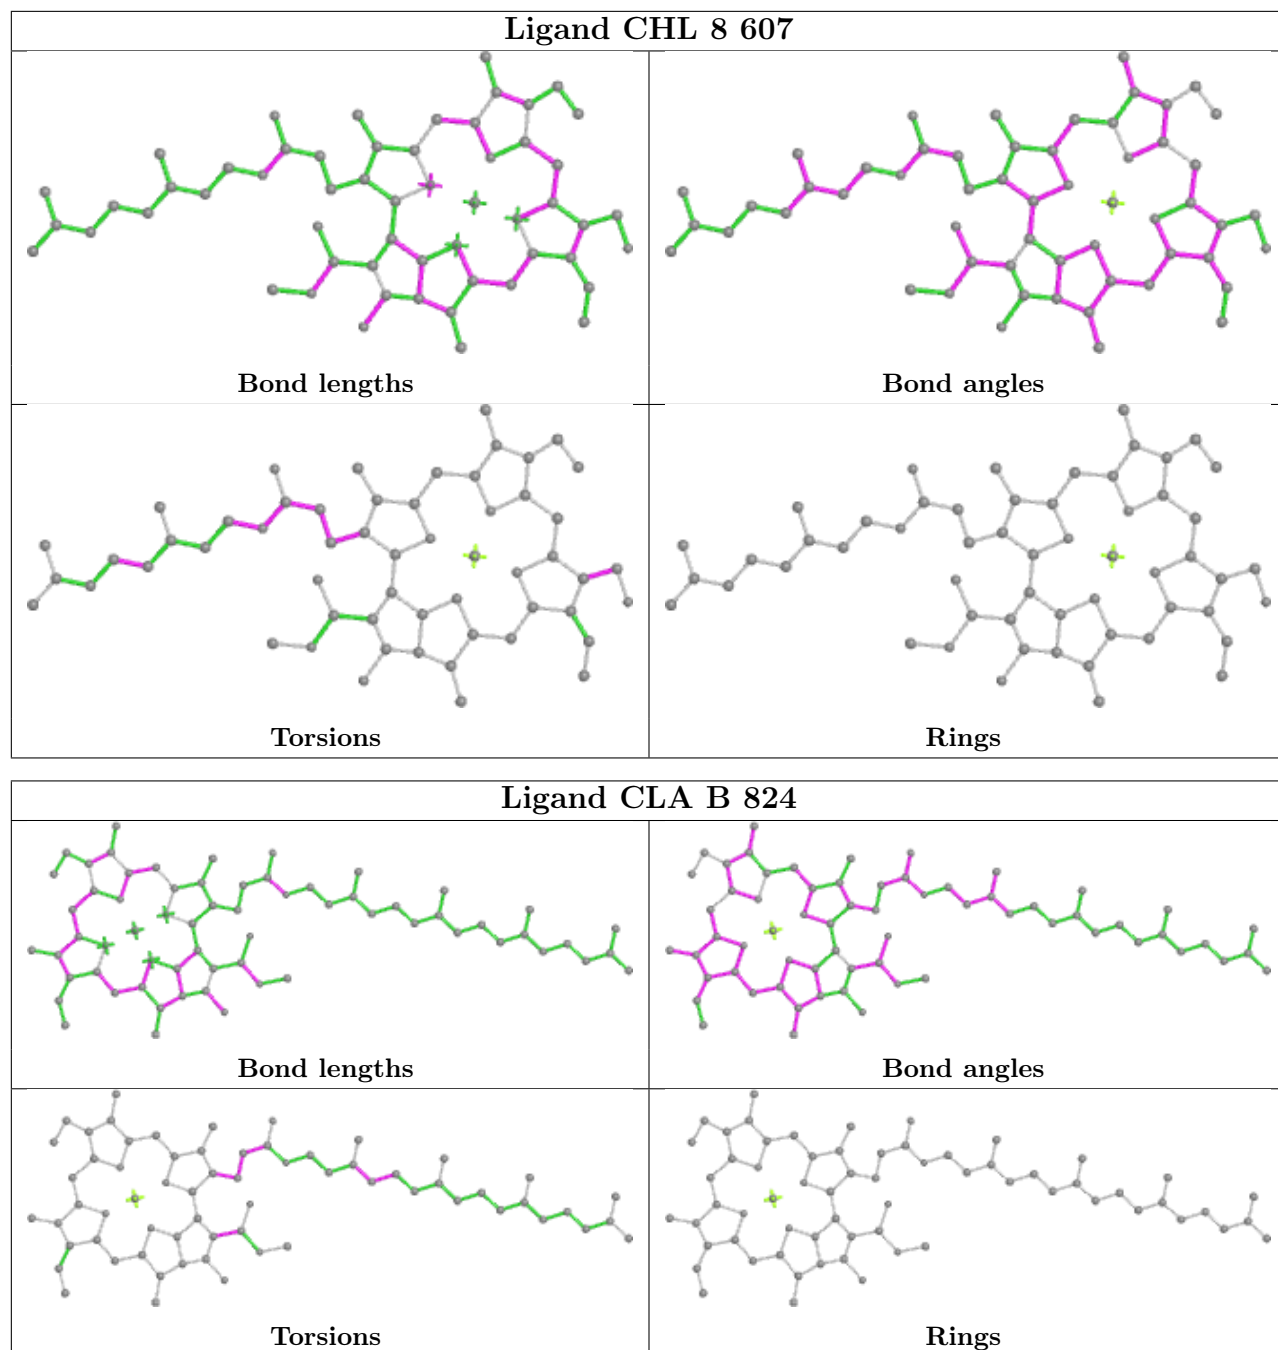 Ligand CHL 8 607
Bond lengths
Bond angles
Torsions
Rings
Ligand CLA B 824
Bond lengths
Bond angles
Torsions
Rings